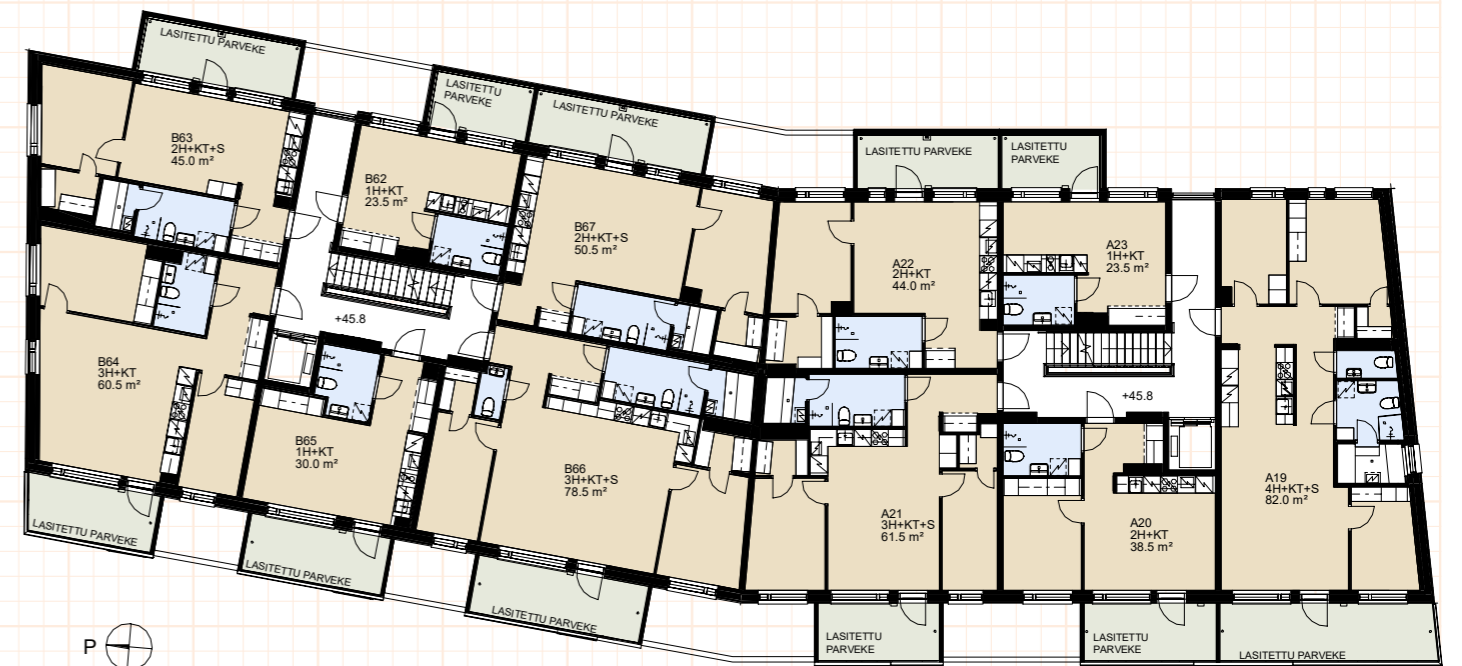 LASITETTU PARVEKE
LASITETTU
PARVEKE
LASITETTU PARVEKE
LASITETTU PARVEKE
LASITETTU
PARVEKE
B63
2H+KT+S
45.0 m²
B62
1H+KT
23.5 m²
B67
2H+KT+S
50.5 m²
A22
2H+KT
44.0 m²
A23
1H+KT
23.5 m²
+45.8
B64
3H+KT
60.5 m²
+45.8
B65
1H+KT
30.0 m²
B66
3H+KT+S
78.5 m²
A21
3H+KT+S
61.5 m²
A20
2H+KT
38.5 m²
A19
4H+KT+S
82.0 m²
LASITETTU PARVEKE
LASITETTU PARVEKE
LASITETTU PARVEKE
LASITETTU
PARVEKE
LASITETTU
PARVEKE
LASITETTU PARVEKE
P